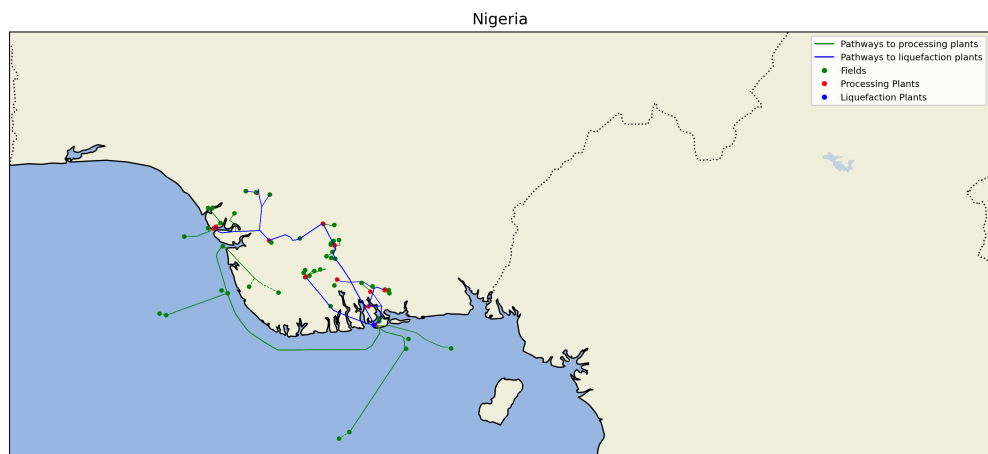 Nigeria
Pathways to processing plants
Pathways to liquefaction plants
Fields
Processing Plants
Liquefaction Plants